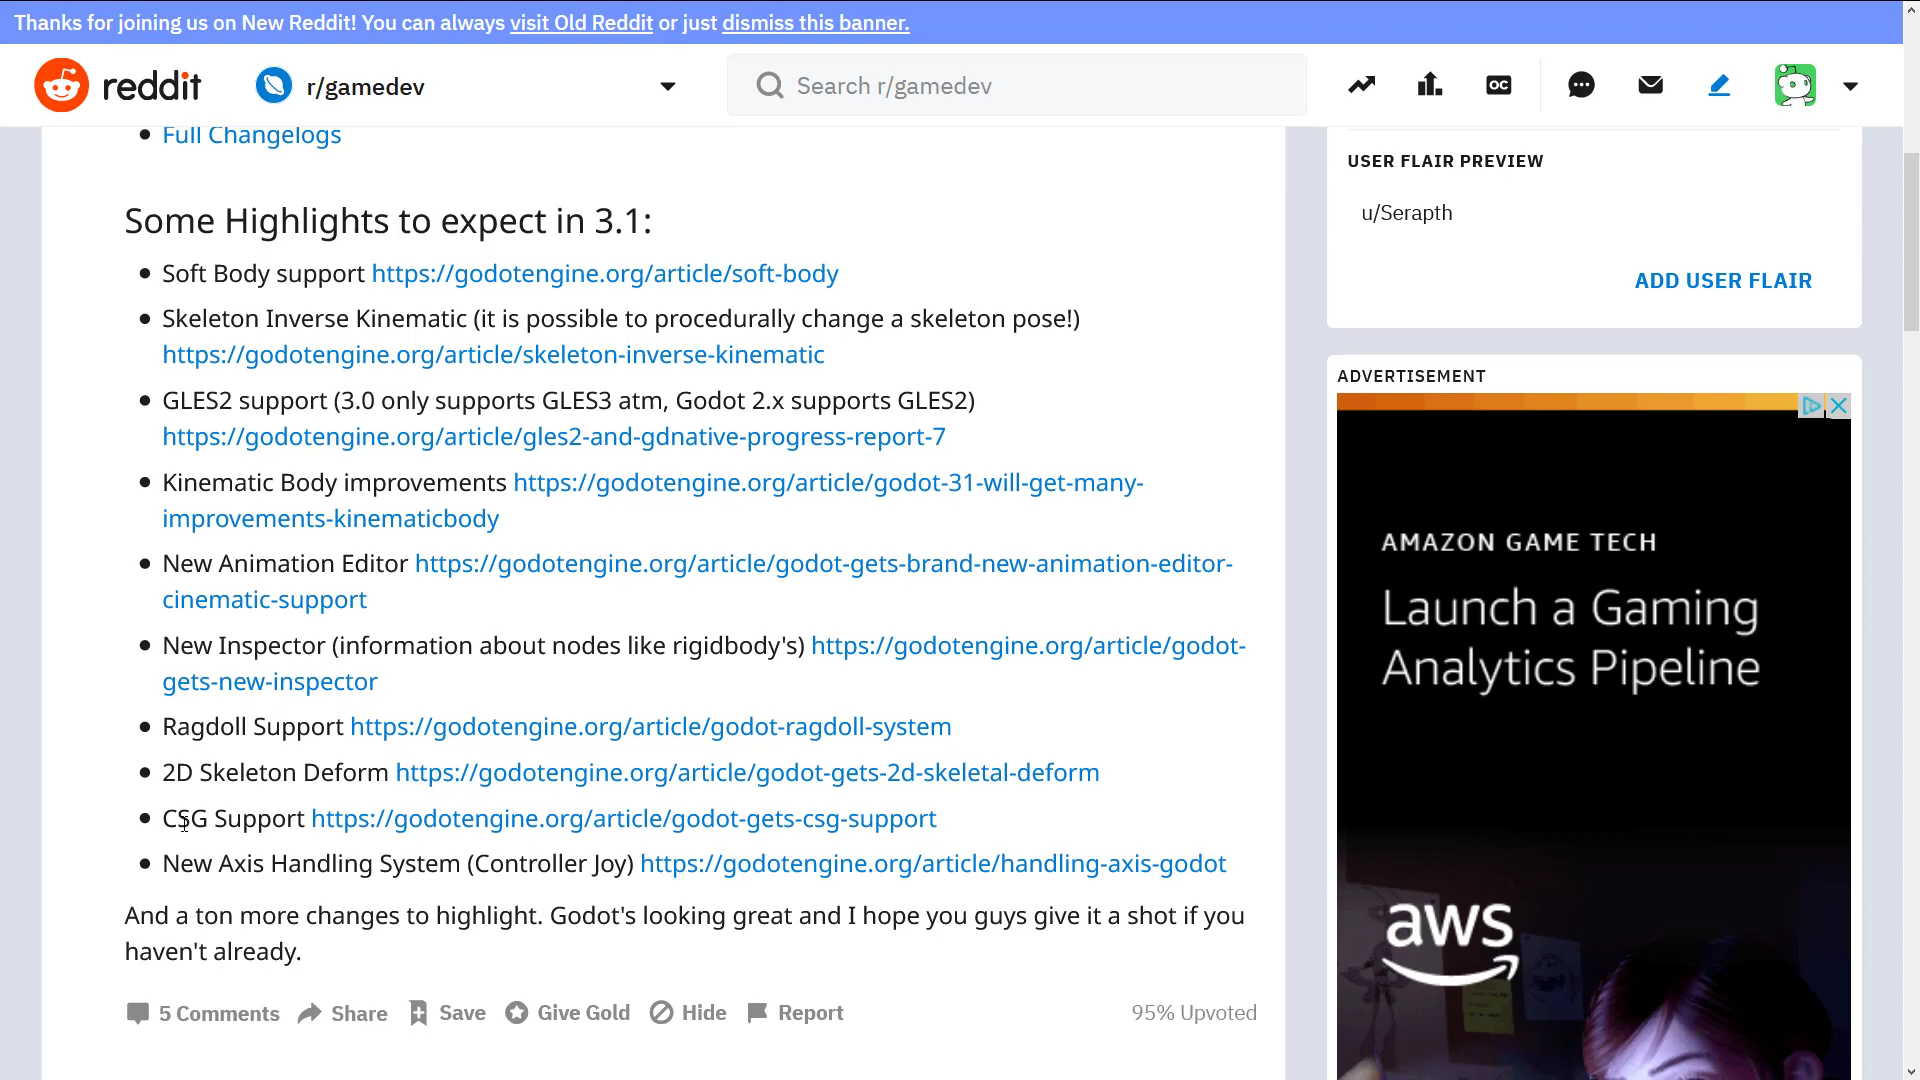 Thanks for joining us on New Reddit! You can always visit Old Reddit or just dismiss this banner.
reddit r/gamedev Search r/gamedev OC
Full Changelogs
Some Highlights to expect in 3.1:
Soft Body support https://godotengine.org/article/soft-body
Skeleton Inverse Kinematic (it is possible to procedurally change a skeleton pose!)
https://godotengine.org/article/skeleton-inverse-kinematic
GLES2 support (3.0 only supports GLES3 atm, Godot 2.x supports GLES2)
https://godotengine.org/article/gles2-and-gdnative-progress-report-7
Kinematic Body improvements https://godotengine.org/article/godot-31-will-get-many-
improvements-kinematicbody
New Animation Editor https://godotengine.org/article/godot-gets-brand-new-animation-editor-
cinematic-support
New Inspector (information about nodes like rigidbody's) https://godotengine.org/article/godot-
gets-new-inspector
Ragdoll Support https://godotengine.org/article/godot-ragdoll-system
2D Skeleton Deform https://godotengine.org/article/godot-gets-2d-skeletal-deform
CSG Support https://godotengine.org/article/godot-gets-csg-support
New Axis Handling System (Controller Joy) https://godotengine.org/article/handling-axis-godot
And a ton more changes to highlight. Godot's looking great and I hope you guys give it a shot if you
haven't already.
5 Comments Share Save Give Gold Hide Report 95% Upvoted
USER FLAIR PREVIEW
u/Serapth
ADD USER FLAIR
ADVERTISEMENT
AMAZON GAME TECH
Launch a Gaming
Analytics Pipeline
aws